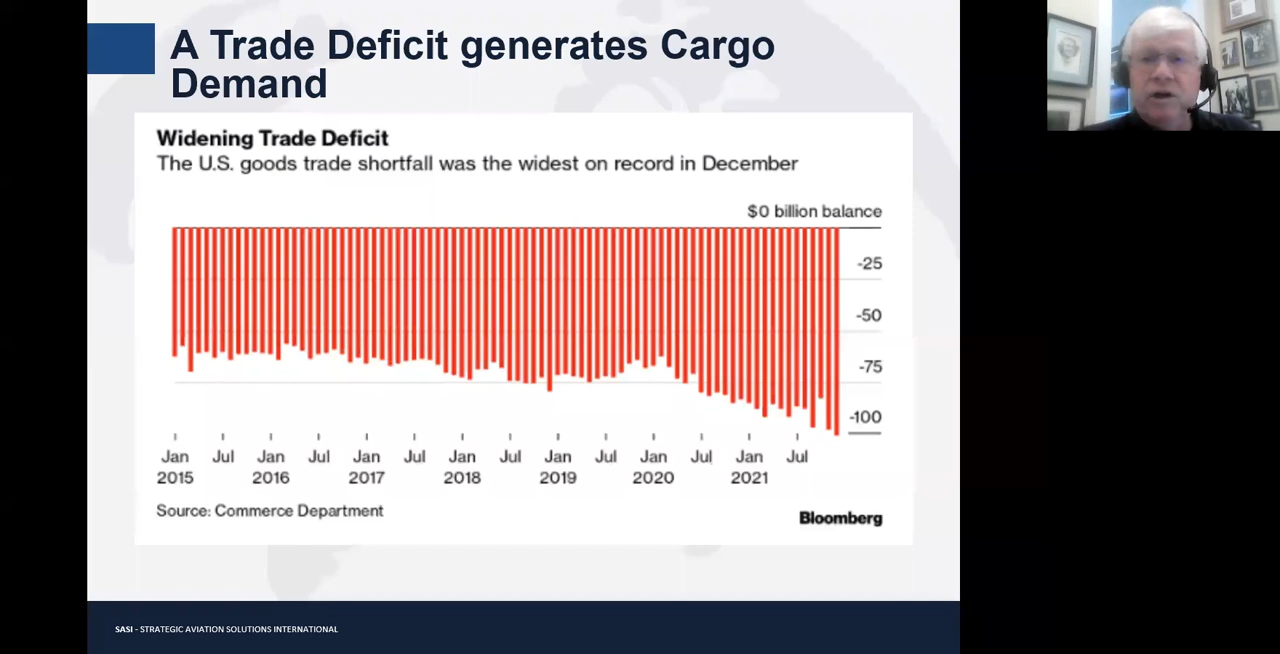 A Trade Deficit generates Cargo
Demand
Widening Trade Deficit
The U.S. goods trade shortfall was the widest on record in December
$0 billion balance
-25
-50
-75
-100
Jan Jul Jan Jul Jan Jul Jan Jul Jan Jul Jan Jul Jan Jul
2015 2016 2017 2018 2019 2020 2021
Source: Commerce Department
Bloomberg
SASI - STRATEGIC AVIATION SOLUTIONS INTERNATIONAL